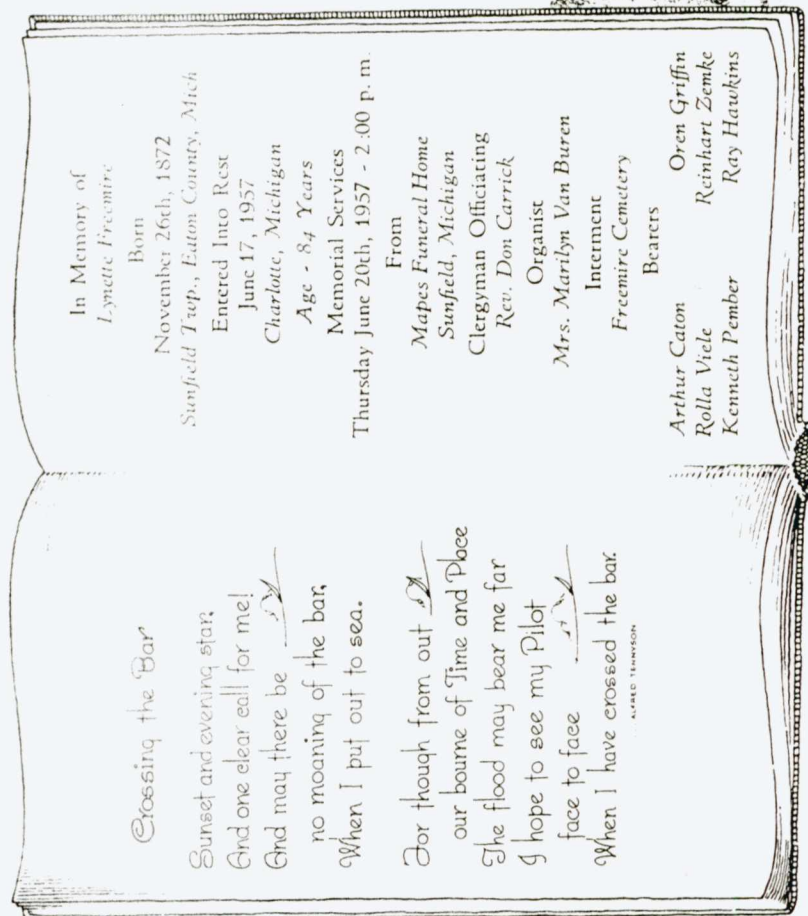 Crossing the Bar
Sunset and evening star,
And one clear call for me!
And may there be
no moaning of the bar,
When I put out to sea.
For though from out
our bourne of Time and Place
The flood may bear me far
I hope to see my Pilot
face to face
When I have crossed the bar.
ALFRED TENNYSON
In Memory of
Lynette Freemire
Born
November 26th, 1872
Sunfield Twp., Eaton County, Mich
Entered Into Rest
June 17, 1957
Charlotte, Michigan
Age - 84 Years
Memorial Services
Thursday June 20th, 1957 - 2:00 p. m.
From
Mapes Funeral Home
Sunfield, Michigan
Clergyman Officiating
Rev. Don Carrick
Organist
Mrs. Marilyn Van Buren
Interment
Freemire Cemetery
Bearers
Arthur Caton Oren Griffin
Rolla Viele Reinhart Zemke
Kenneth Pember Ray Hawkins